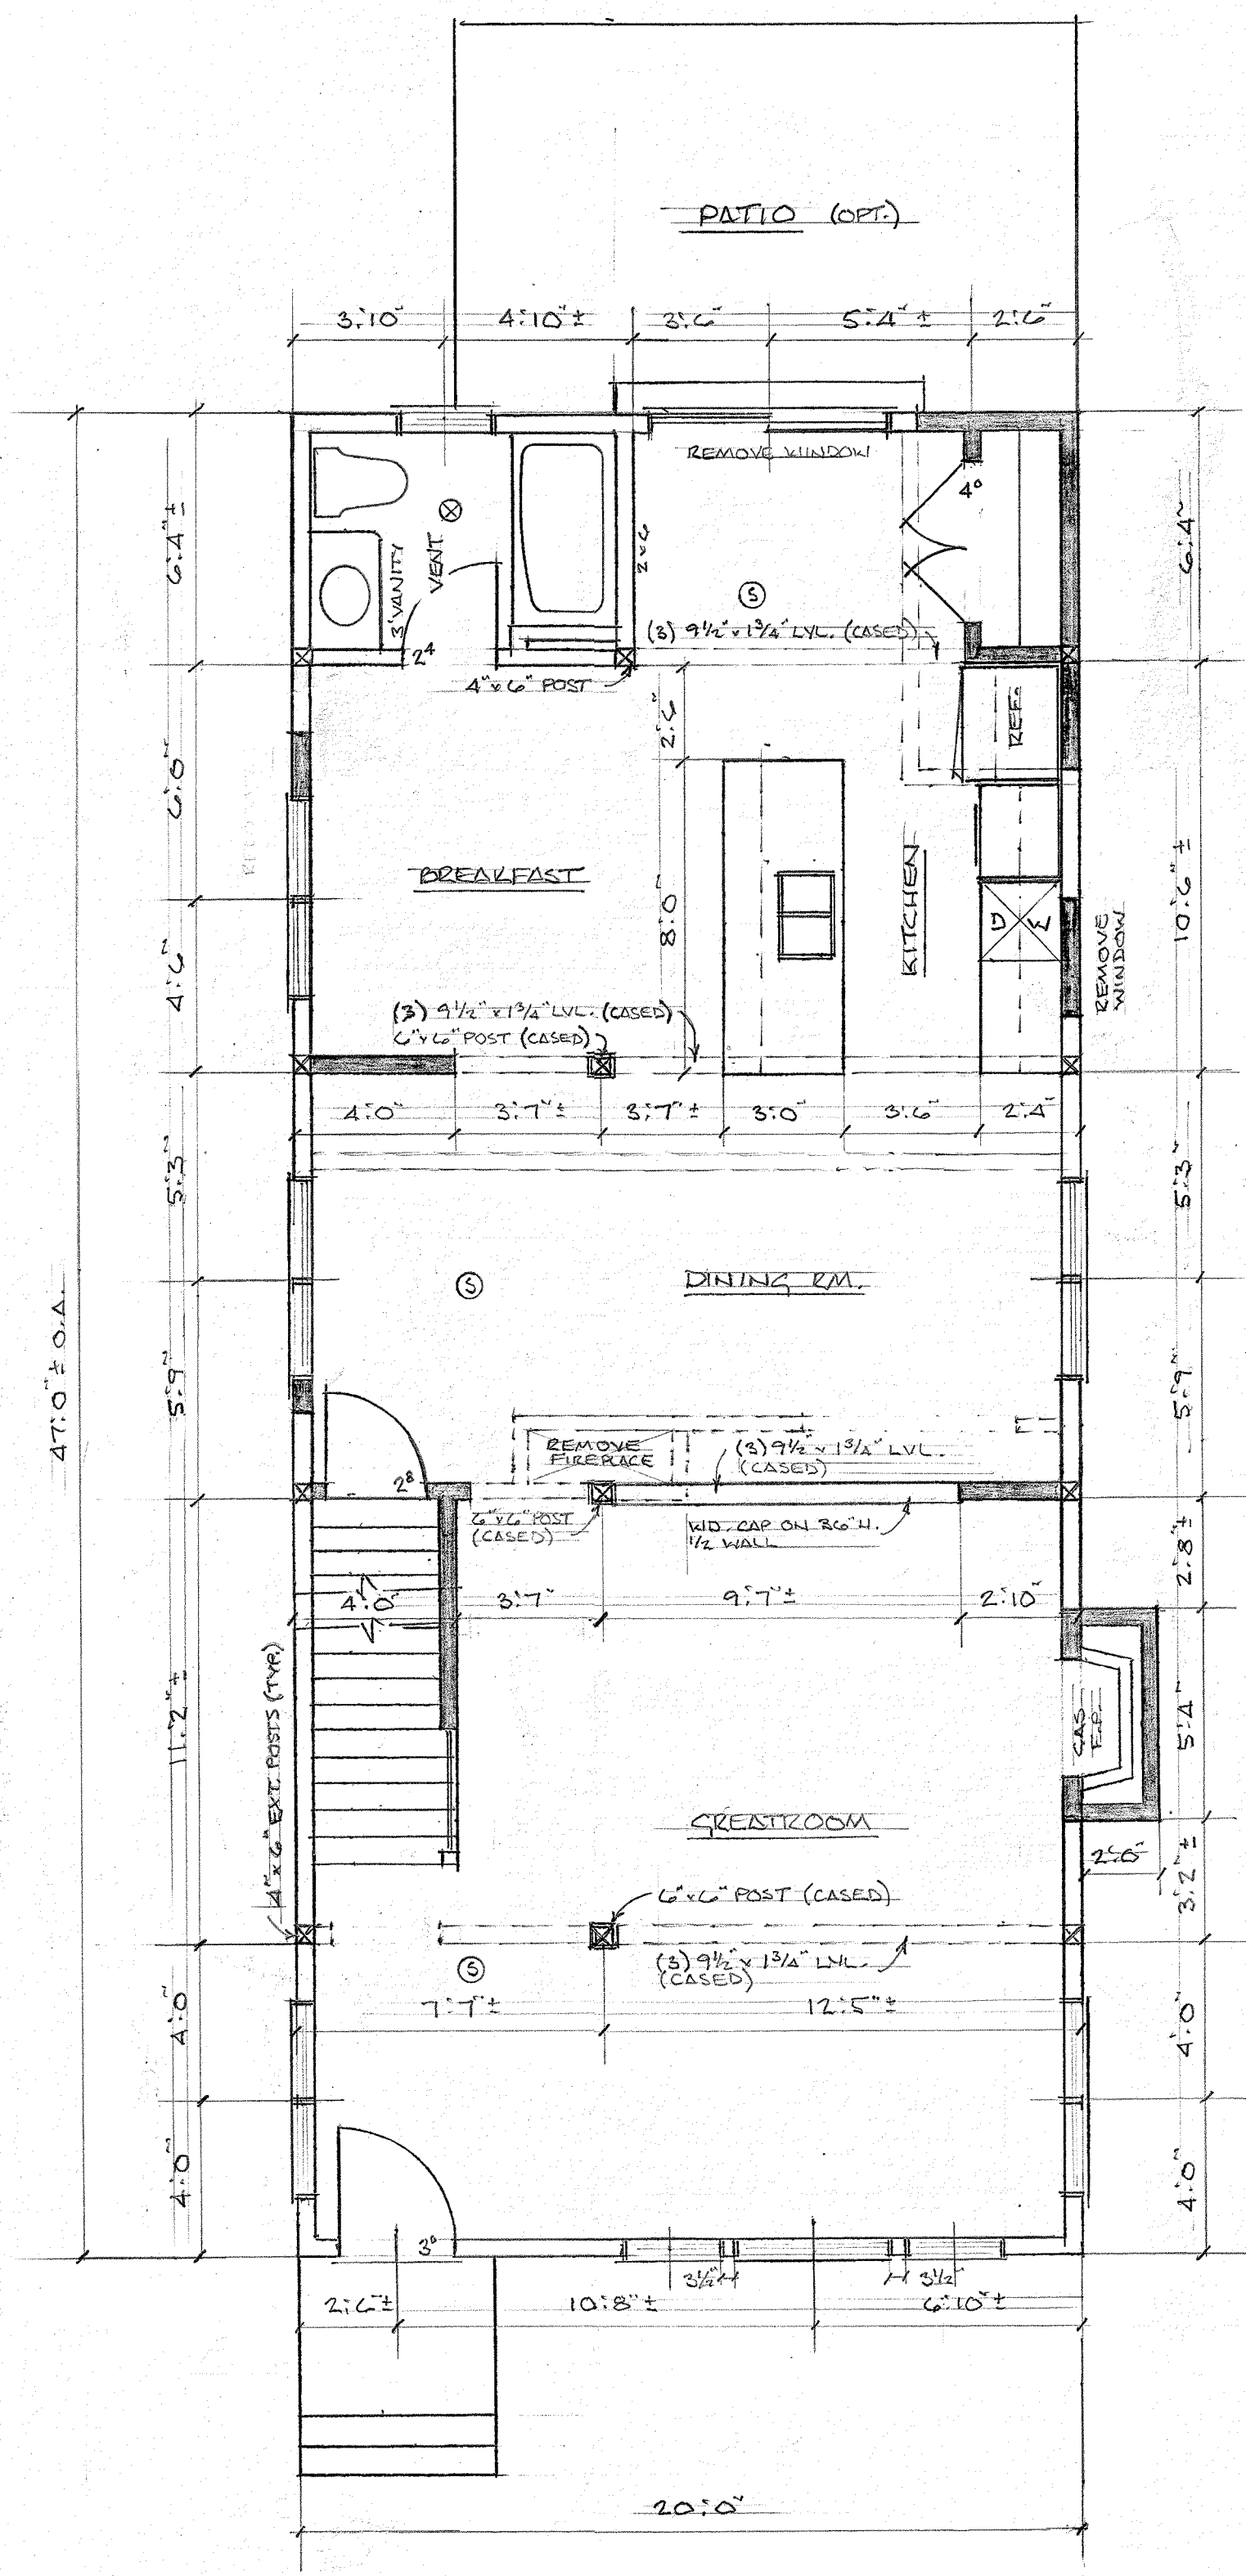 PATIO (OPT.)
3'.10"
4'.10"±
3'.6"
5'.4"±
2'.6"
REMOVE WINDOW
4⁰
6'.4"±
3' VANITY
VENT
2x6
S
6'.4"
(3) 9½" x 1¾" LVL. (CASED)
2⁴
4"x6" POST
2'.6"
REF.
6'.0"
BREAKFAST
8'.0"
KITCHEN
D W
REMOVE
WINDOW
10'.6"±
4'.6"
(3) 9½" x 1¾" LVL. (CASED)
6"x6" POST (CASED)
4'.0"
3'.7"±
3'.7"±
3'.0"
3'.6"
2'.4"
5'.3"
5'.3"
S
DINING RM.
47'.0"± O.A.
5'.9"
5'.9"
REMOVE
FIREPLACE
(3) 9½" x 1¾" LVL.
(CASED)
2⁸
6"x6" POST
(CASED)
WD. CAP ON 36" H.
1/2 WALL
2'.8"±
4'.0"
3'.7"
9'.7"±
2'.10"
4"x6" EXT. POSTS (TYP.)
11'.2"±
GAS
F.P.
5'.4"
GREATROOM
2'.0"
3'.2"±
6"x6" POST (CASED)
(3) 9½" x 1¾" LVL.
(CASED)
S
7'.7"±
12'.5"±
4'.0"
4'.0"
4'.0"
4'.0"
3⁰
3½"
3½"
2'.6"±
10'.8"±
6'.10"±
20'.0"